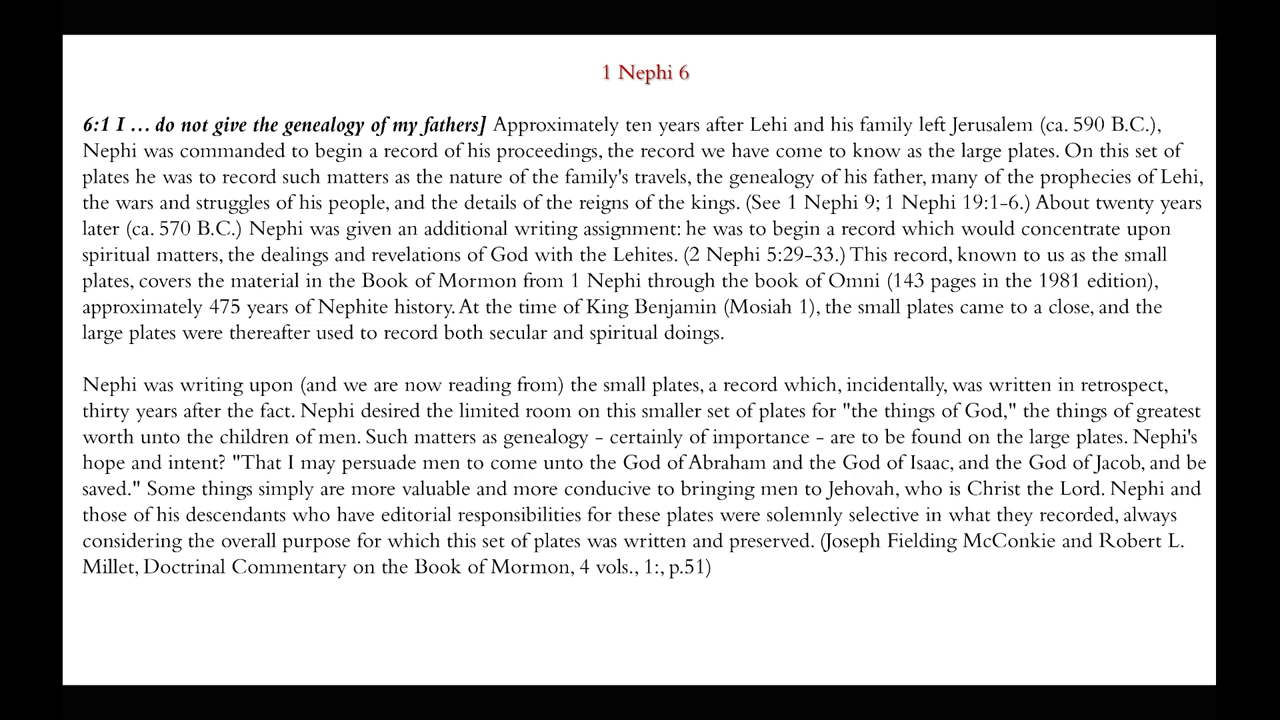 1 Nephi 6
6:1 I ... do not give the genealogy of my fathers] Approximately ten years after Lehi and his family left Jerusalem (ca. 590 B.C.),
Nephi was commanded to begin a record of his proceedings, the record we have come to know as the large plates. On this set of
plates he was to record such matters as the nature of the family's travels, the genealogy of his father, many of the prophecies of Lehi,
the wars and struggles of his people, and the details of the reigns of the kings. (See 1 Nephi 9; 1 Nephi 19:1-6.) About twenty years
later (ca. 570 B.C.) Nephi was given an additional writing assignment: he was to begin a record which would concentrate upon
spiritual matters, the dealings and revelations of God with the Lehites. (2 Nephi 5:29-33.) This record, known to us as the small
plates, covers the material in the Book of Mormon from 1 Nephi through the book of Omni (143 pages in the 1981 edition),
approximately 475 years of Nephite history. At the time of King Benjamin (Mosiah 1), the small plates came to a close, and the
large plates were thereafter used to record both secular and spiritual doings.
Nephi was writing upon (and we are now reading from) the small plates, a record which, incidentally, was written in retrospect,
thirty years after the fact. Nephi desired the limited room on this smaller set of plates for "the things of God," the things of greatest
worth unto the children of men. Such matters as genealogy - certainly of importance - are to be found on the large plates. Nephi's
hope and intent? "That I may persuade men to come unto the God of Abraham and the God of Isaac, and the God of Jacob, and be
saved." Some things simply are more valuable and more conducive to bringing men to Jehovah, who is Christ the Lord. Nephi and
those of his descendants who have editorial responsibilities for these plates were solemnly selective in what they recorded, always
considering the overall purpose for which this set of plates was written and preserved. (Joseph Fielding McConkie and Robert L.
Millet, Doctrinal Commentary on the Book of Mormon, 4 vols., 1:, p.51)